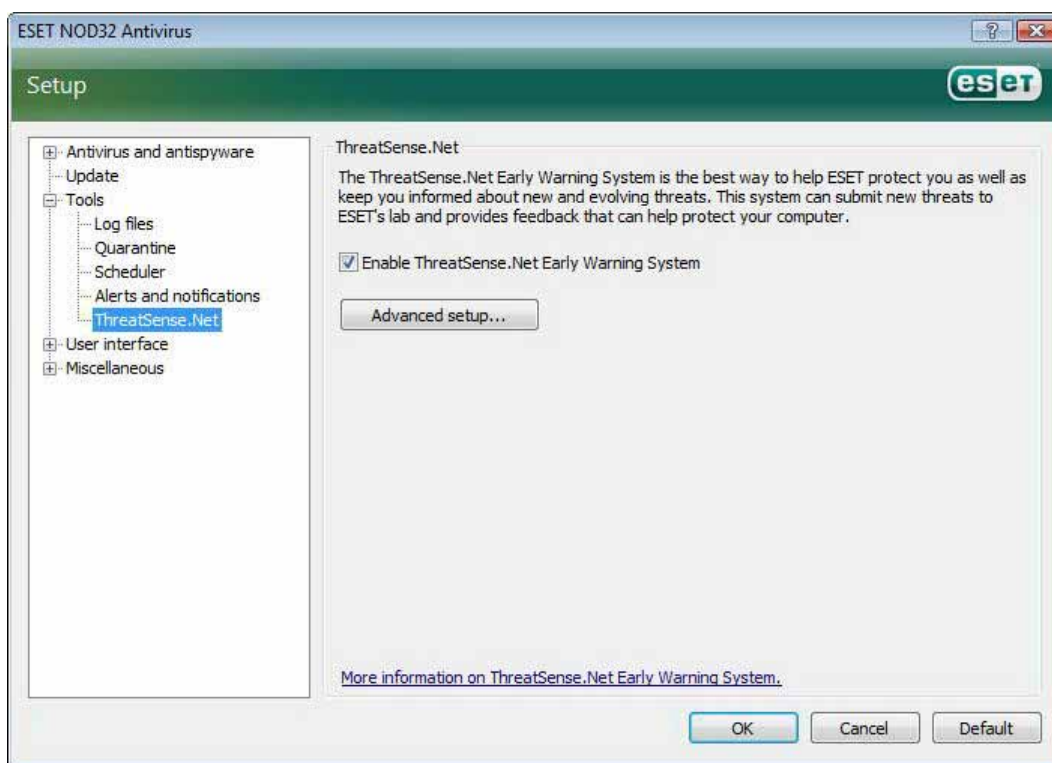 ESET NOD32 Antivirus
?
Setup
eseT
Antivirus and antispyware
Update
Tools
Log files
Quarantine
Scheduler
Alerts and notifications
ThreatSense.Net
User interface
Miscellaneous
ThreatSense.Net
The ThreatSense.Net Early Warning System is the best way to help ESET protect you as well as
keep you informed about new and evolving threats. This system can submit new threats to
ESET's lab and provides feedback that can help protect your computer.
Enable ThreatSense.Net Early Warning System
Advanced setup...
More information on ThreatSense.Net Early Warning System.
OK
Cancel
Default